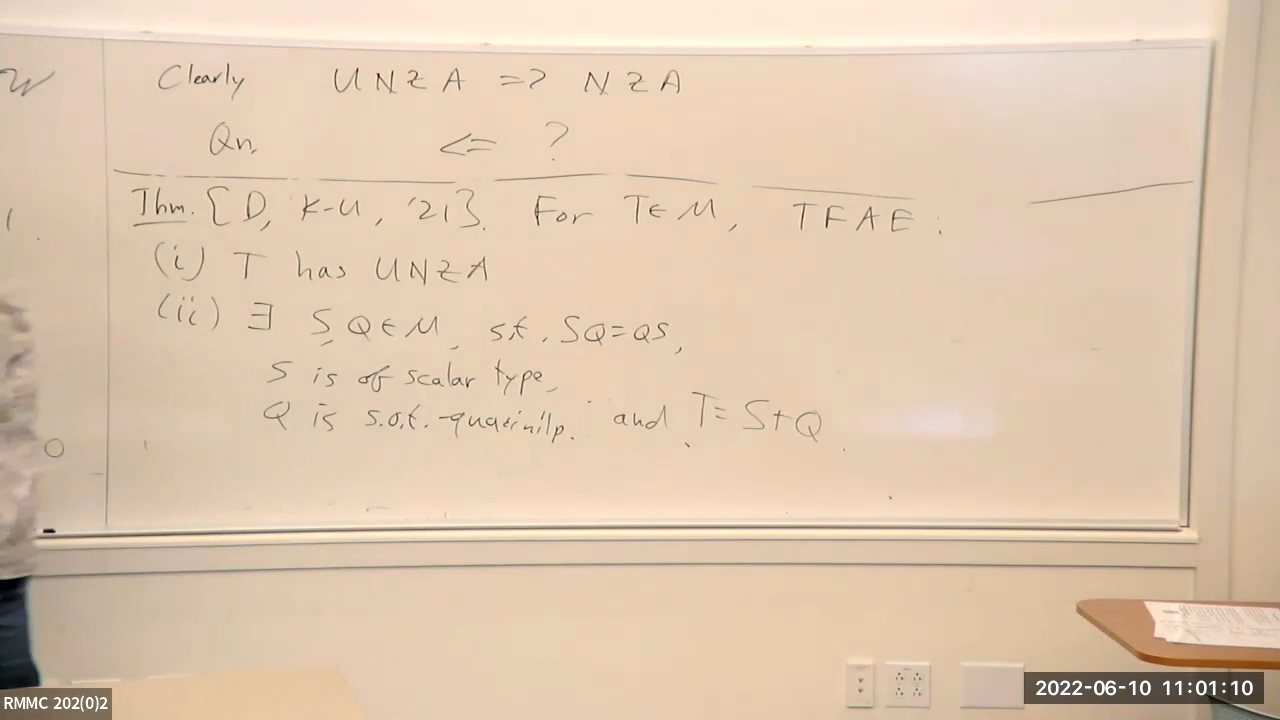 Clearly UNZA => NZA
Qn. <= ?
Thm. [D, K-U, '21]. For T∈M, TFAE:
(i) T has UNZA
(ii) ∃ S, Q∈M, s.t. SQ=QS,
S is of scalar type,
Q is s.o.t.-quasinilp. and T=S+Q.
RMMC 202(0)2
2022-06-10 11:01:10